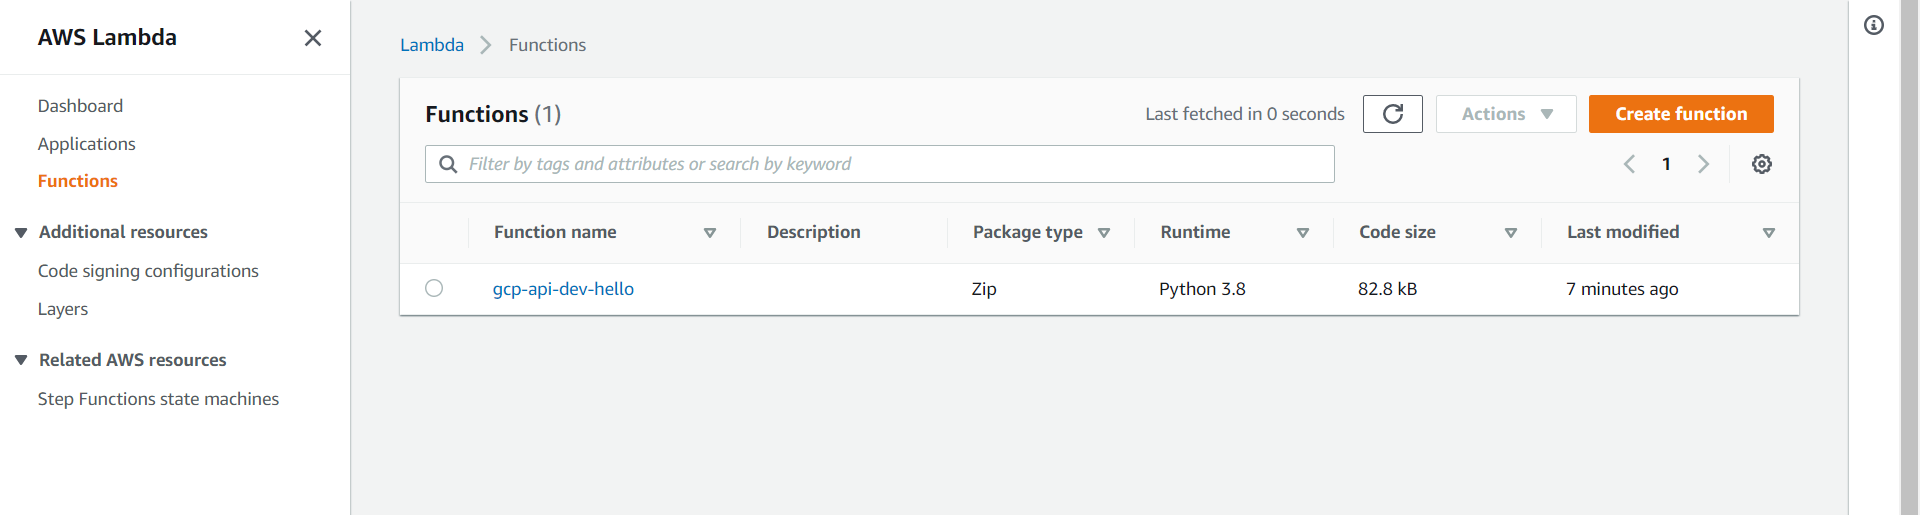 AWS Lambda
Dashboard
Applications
Functions
Additional resources
Code signing configurations
Layers
Related AWS resources
Step Functions state machines
Lambda > Functions
Functions (1) Last fetched in 0 seconds Actions Create function
Filter by tags and attributes or search by keyword 1
Function name Description Package type Runtime Code size Last modified
gcp-api-dev-hello Zip Python 3.8 82.8 kB 7 minutes ago